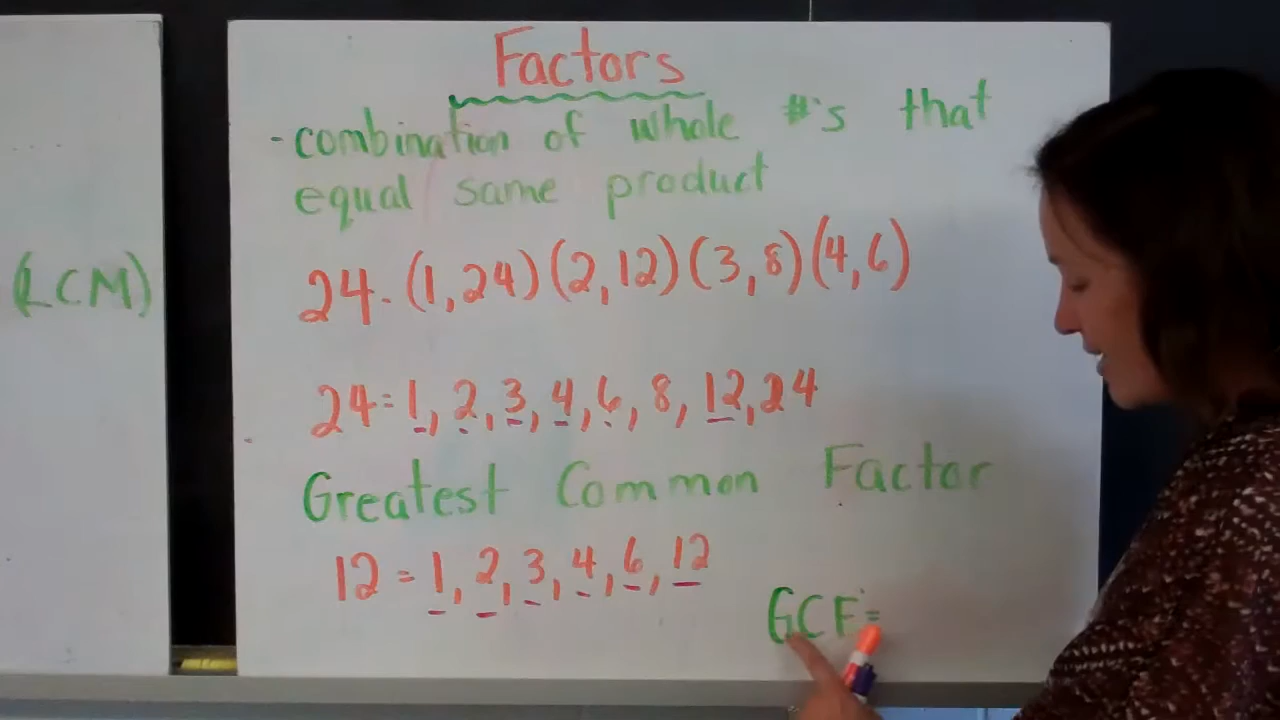 Factors
- combination of whole #'s that
equal same product
(LCM)
24 - (1,24) (2,12) (3,8) (4,6)
24 = 1, 2, 3, 4, 6, 8, 12, 24
Greatest Common Factor
12 = 1, 2, 3, 4, 6, 12
GCF =